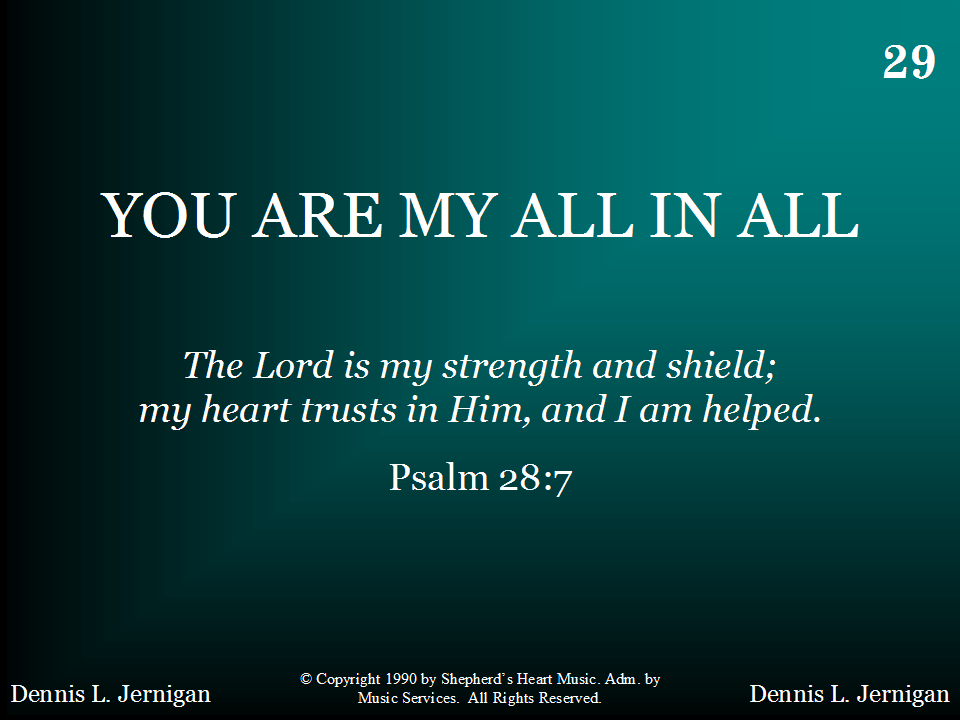 29
YOU ARE MY ALL IN ALL
The Lord is my strength and shield;
my heart trusts in Him, and I am helped.
Psalm 28:7
Dennis L. Jernigan
© Copyright 1990 by Shepherd's Heart Music. Adm. by
Music Services.  All Rights Reserved.
Dennis L. Jernigan